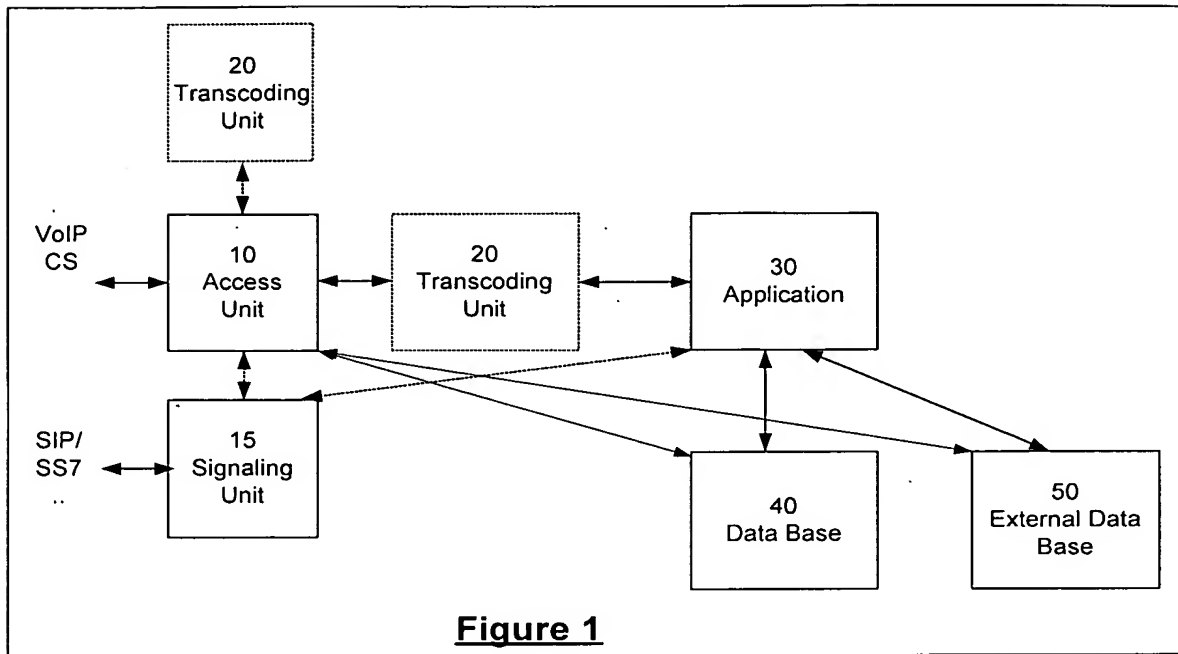 20
Transcoding
Unit
VoIP
CS
10
Access
Unit
20
Transcoding
Unit
30
Application
SIP/
SS7
..
15
Signaling
Unit
40
Data Base
50
External Data
Base
Figure 1